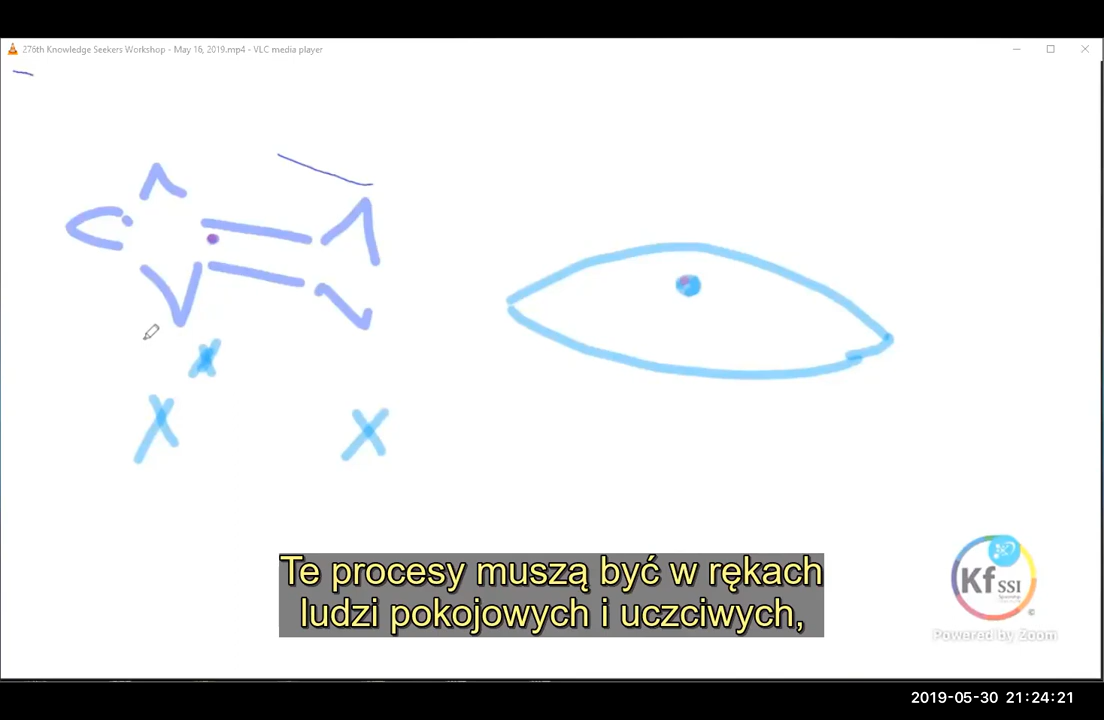 276th Knowledge Seekers Workshop - May 16, 2019.mp4 - VLC media player
X
X
X
Te procesy muszą być w rękach
ludzi pokojowych i uczciwych,
Kf SSI
Powered by Zoom
2019-05-30 21:24:21